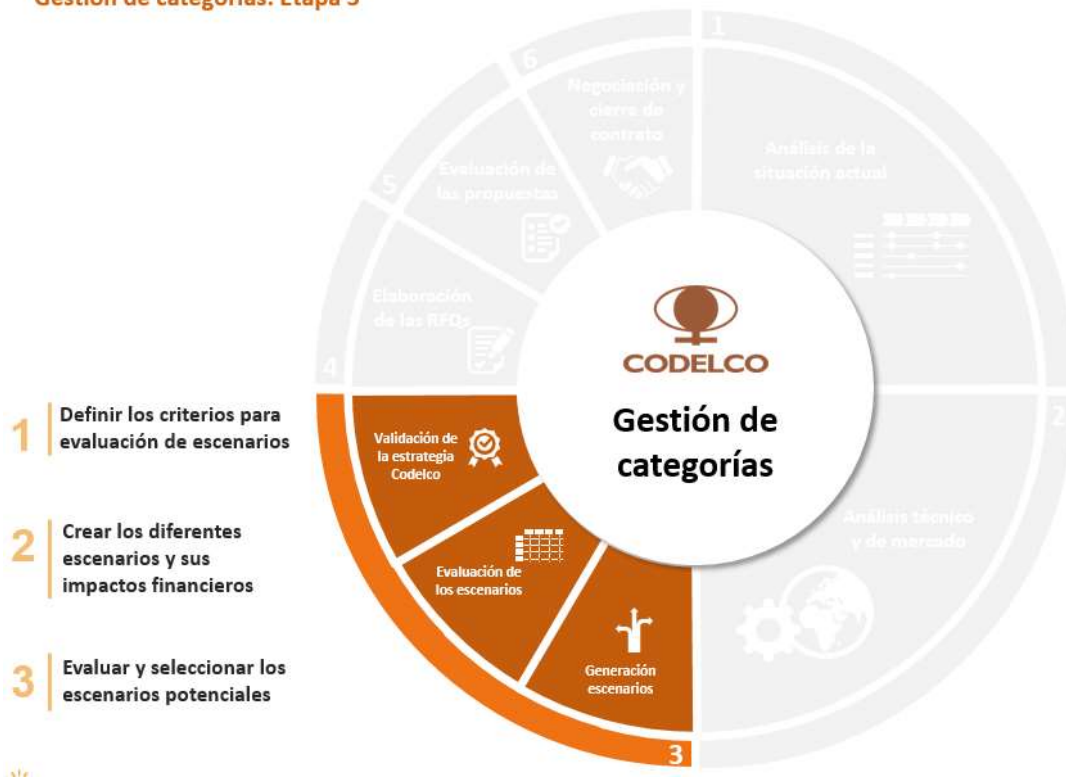 Gestión de categorías: Etapa 3
1
Negociación y
cierre de
contrato
6
Análisis de la
situación actual
Evaluación de
las propuestas
5
Elaboración
de las RFQs
4
CODELCO
Gestión de
categorías
2
Análisis técnico
y de mercado
1
Definir los criterios para
evaluación de escenarios
Validación de
la estrategia
Codelco
2
Crear los diferentes
escenarios y sus
impactos financieros
Evaluación de
los escenarios
3
Evaluar y seleccionar los
escenarios potenciales
Generación
escenarios
3